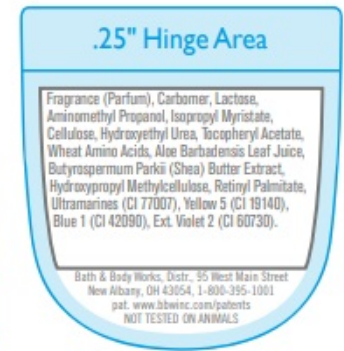 .25" Hinge Area
Fragrance (Parfum), Carbomer, Lactose,
Aminomethyl Propanol, Isopropyl Myristate,
Cellulose, Hydroxyethyl Urea, Tocopheryl Acetate,
Wheat Amino Acids, Aloe Barbadensis Leaf Juice,
Butyrospermum Parkii (Shea) Butter Extract,
Hydroxypropyl Methylcellulose, Retinyl Palmitate,
Ultramarines (CI 77007), Yellow 5 (CI 19140),
Blue 1 (CI 42090), Ext. Violet 2 (CI 60730).
Bath & Body Works, Distr., 95 West Main Street
New Albany, OH 43054, 1-800-395-1001
pat. www.bbwinc.com/patents
NOT TESTED ON ANIMALS